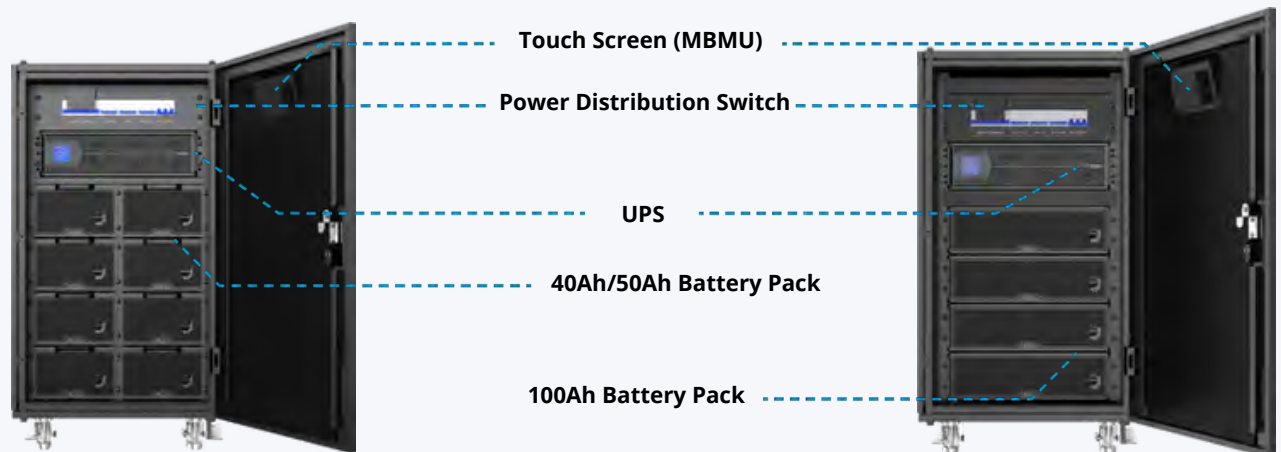 Touch Screen (MBMU)
Power Distribution Switch
UPS
40Ah/50Ah Battery Pack
100Ah Battery Pack